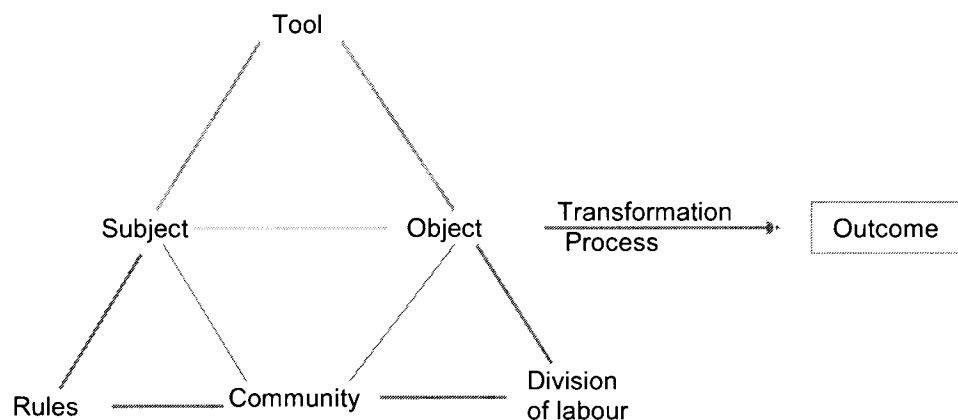 Tool
Subject
Object
Transformation
Process
Outcome
Rules
Community
Division
of labour